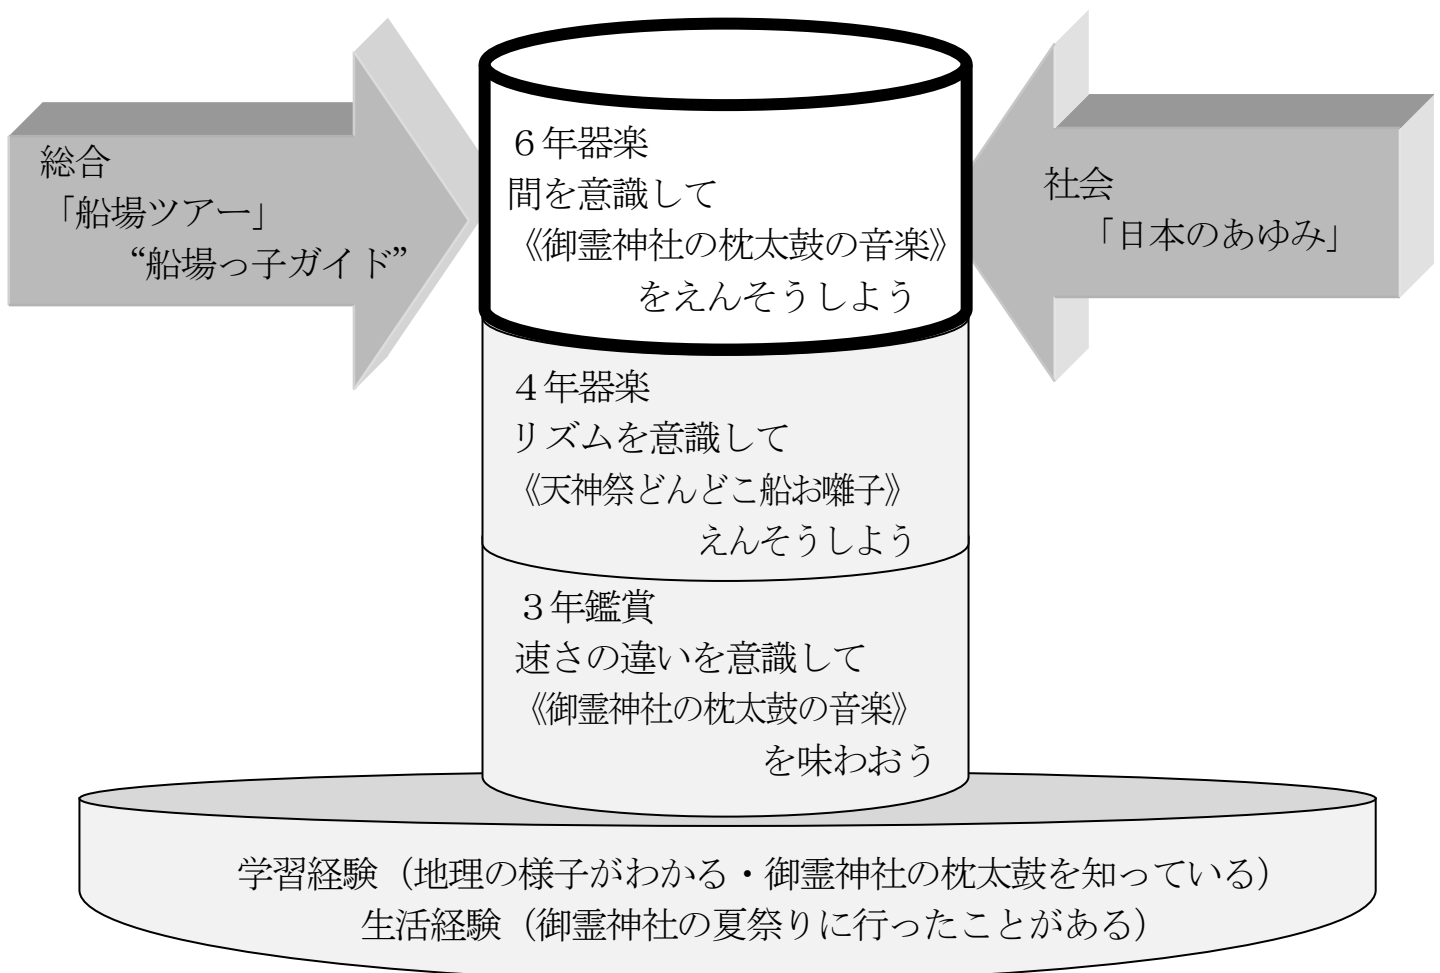 総合
「船場ツアー」
“船場っ子ガイド”
６年器楽
間を意識して
《御霊神社の枕太鼓の音楽》
をえんそうしよう
社会
「日本のあゆみ」
４年器楽
リズムを意識して
《天神祭どんどこ船お囃子》
えんそうしよう
３年鑑賞
速さの違いを意識して
《御霊神社の枕太鼓の音楽》
を味わおう
学習経験（地理の様子がわかる・御霊神社の枕太鼓を知っている）
生活経験（御霊神社の夏祭りに行ったことがある）